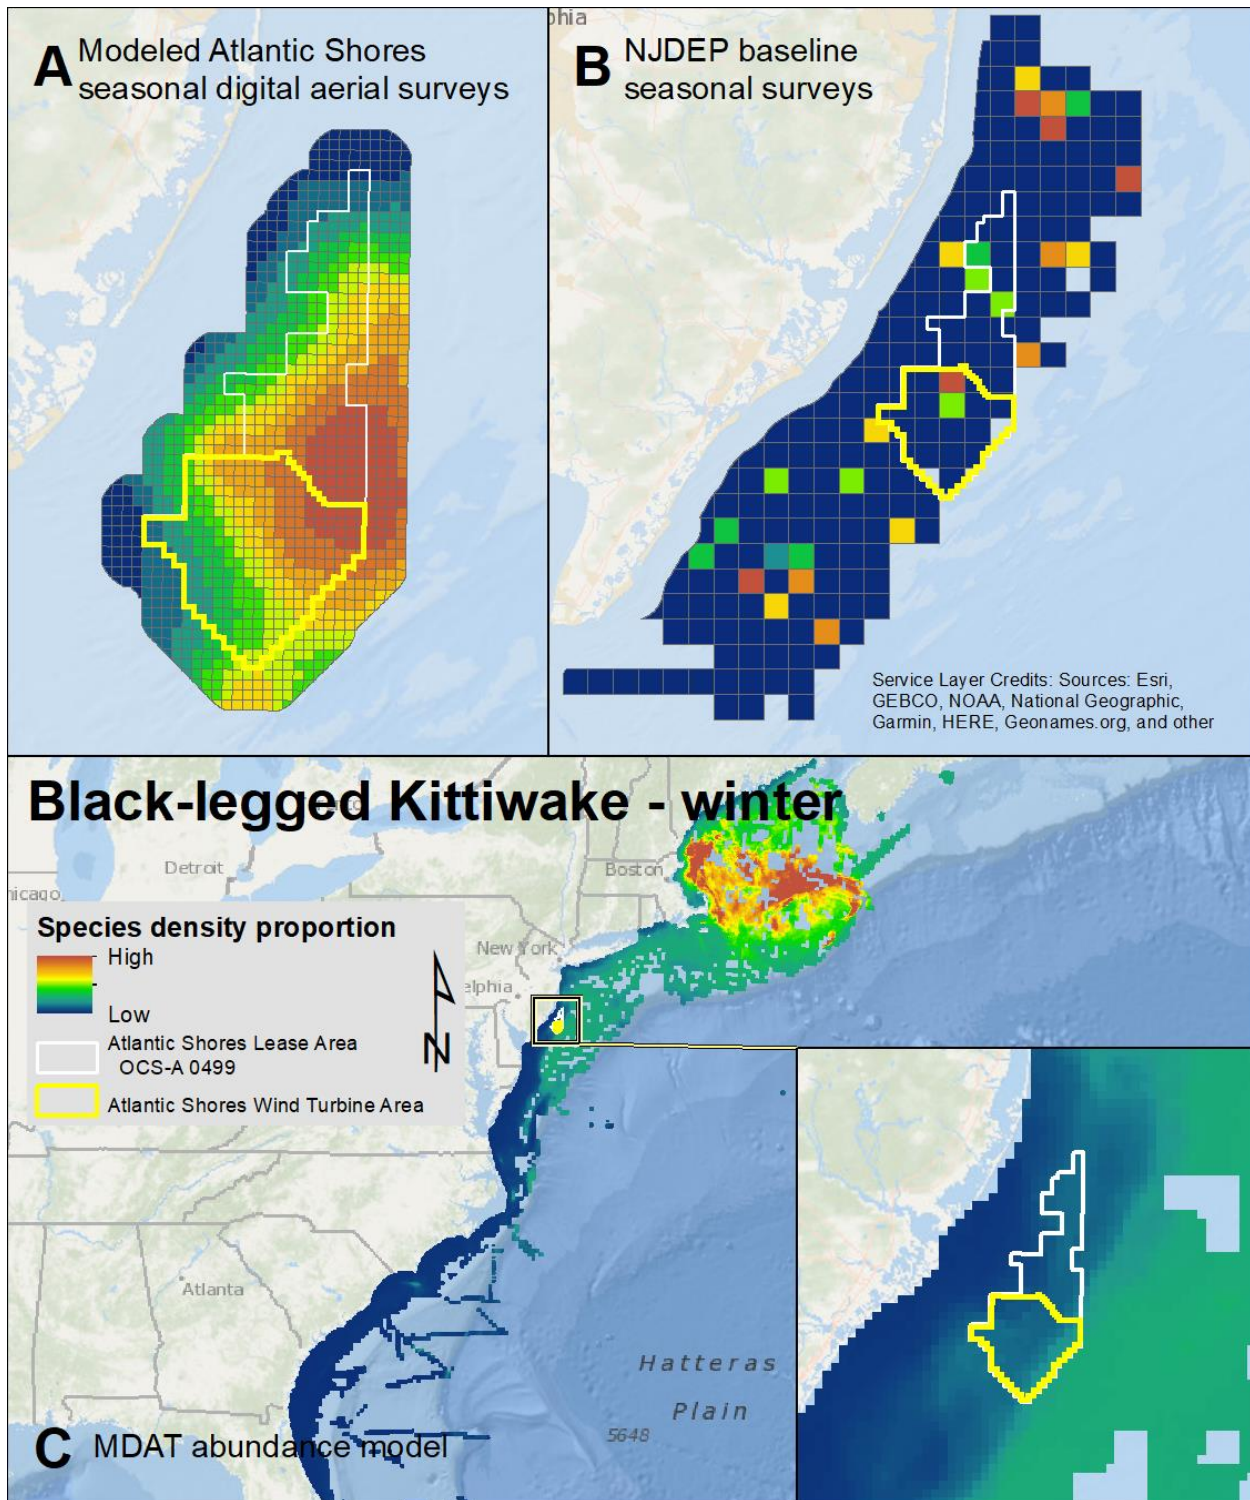 phia
A Modeled Atlantic Shores
seasonal digital aerial surveys
B NJDEP baseline
seasonal surveys
Service Layer Credits: Sources: Esri,
GEBCO, NOAA, National Geographic,
Garmin, HERE, Geonames.org, and other
Black-legged Kittiwake - winter
Detroit
Boston
hicago
Species density proportion
High
Low
New York
elphia
N
Atlantic Shores Lease Area
OCS-A 0499
Atlantic Shores Wind Turbine Area
Atlanta
Hatteras
Plain
5648
C MDAT abundance model